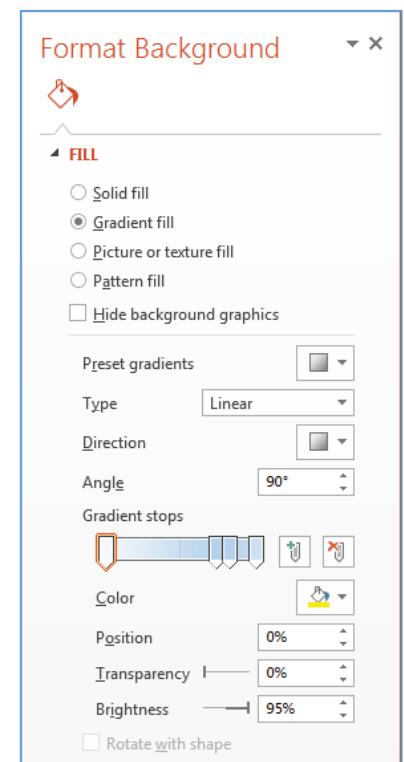 Format Background
FILL
Solid fill
Gradient fill
Picture or texture fill
Pattern fill
Hide background graphics
Preset gradients
Type Linear
Direction
Angle 90°
Gradient stops
Color
Position 0%
Transparency 0%
Brightness 95%
Rotate with shape